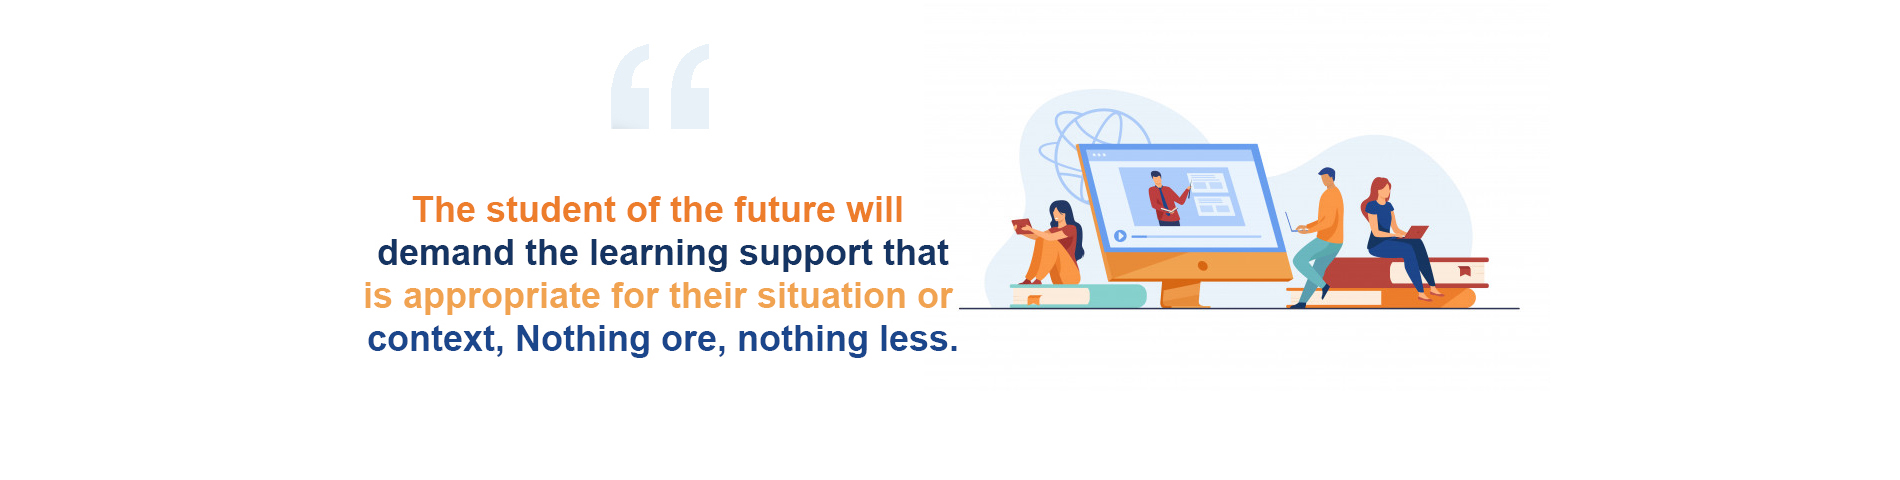 The student of the future will
demand the learning support that
is appropriate for their situation or
context, Nothing ore, nothing less.